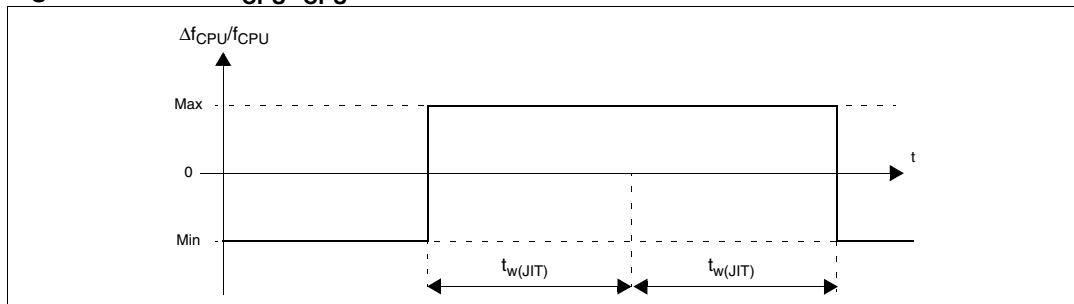 Δf_CPU/f_CPU
Max
0
t
Min
t_w(JIT)
t_w(JIT)